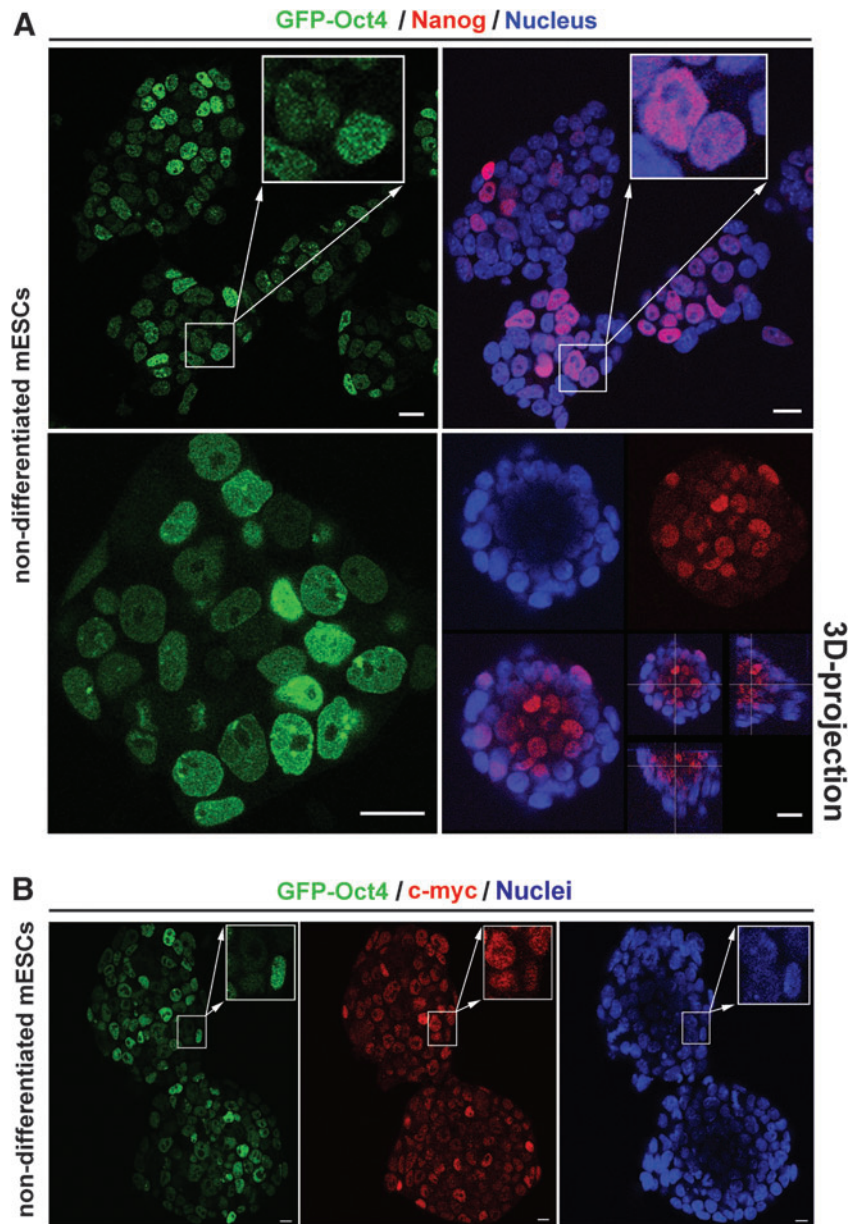 A
GFP-Oct4 / Nanog / Nucleus
non-differentiated mESCs
3D-projection
B
GFP-Oct4 / c-myc / Nuclei
non-differentiated mESCs